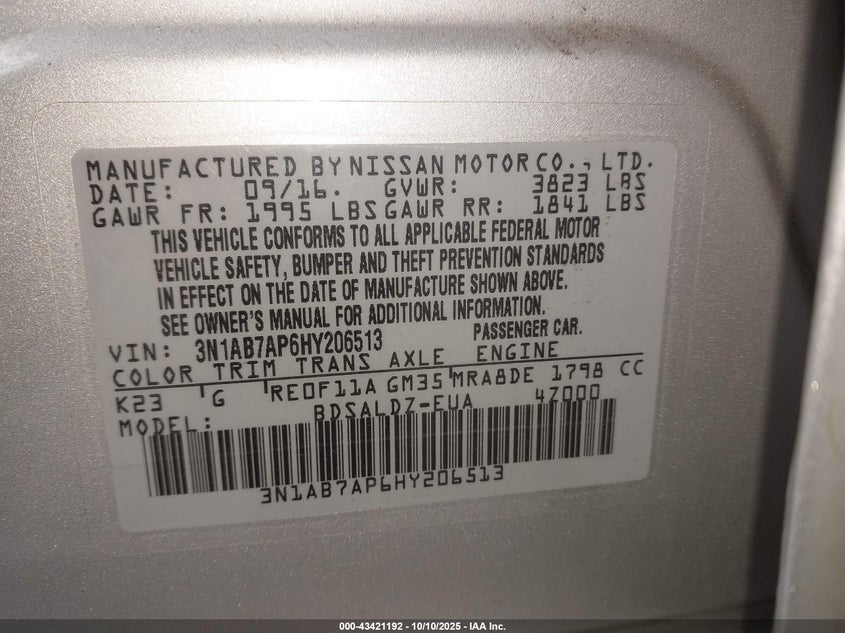 MANUFACTURED BY NISSAN MOTOR CO., LTD.
DATE: 09/16. GVWR: 3823 LBS
GAWR FR: 1995 LBS GAWR RR: 1841 LBS
THIS VEHICLE CONFORMS TO ALL APPLICABLE FEDERAL MOTOR
VEHICLE SAFETY, BUMPER AND THEFT PREVENTION STANDARDS
IN EFFECT ON THE DATE OF MANUFACTURE SHOWN ABOVE.
SEE OWNER'S MANUAL FOR ADDITIONAL INFORMATION.
VIN: 3N1AB7AP6HY206513 PASSENGER CAR.
COLOR TRIM TRANS AXLE ENGINE
K23 G RE0F11A GM35 MRA8DE 1798 CC
MODEL: BDSALDZ-EUA 4Z000
3N1AB7AP6HY206513
000-43421192 - 10/10/2025 - IAA Inc.